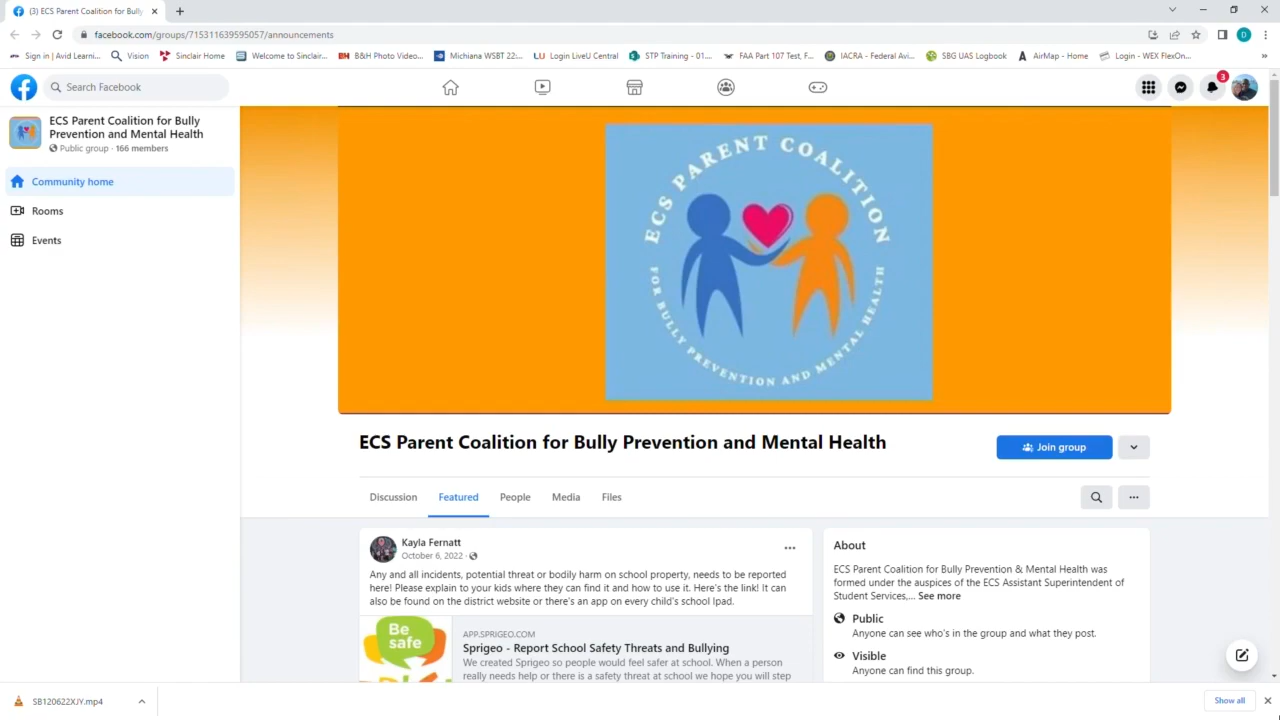 (3) ECS Parent Coalition for Bully
facebook.com/groups/715311639595057/announcements
D
Sign in | Avid Learni...
Vision
Sinclair Home
Welcome to Sinclair...
B&H Photo Video...
Michiana WSBT 22:...
Login LiveU Central
STP Training - 01....
FAA Part 107 Test, F...
IACRA - Federal Avi...
SBG UAS Logbook
AirMap - Home
Login - WEX FlexOn...
Search Facebook
3
ECS Parent Coalition for Bully
Prevention and Mental Health
Public group · 166 members
Community home
Rooms
Events
ECS PARENT COALITION
FOR BULLY PREVENTION AND MENTAL HEALTH
ECS Parent Coalition for Bully Prevention and Mental Health
Join group
Discussion
Featured
People
Media
Files
Kayla Fernatt
October 6, 2022 ·
Any and all incidents, potential threat or bodily harm on school property, needs to be reported
here! Please explain to your kids where they can find it and how to use it. Here's the link! It can
also be found on the district website or there's an app on every child's school Ipad.
Be
safe
APP.SPRIGEO.COM
Sprigeo - Report School Safety Threats and Bullying
We created Sprigeo so people would feel safer at school. When a person
really needs help or there is a safety threat at school we hope you will step
About
ECS Parent Coalition for Bully Prevention & Mental Health was
formed under the auspices of the ECS Assistant Superintendent of
Student Services,... See more
Public
Anyone can see who's in the group and what they post.
Visible
Anyone can find this group.
SB120622XJY.mp4
Show all